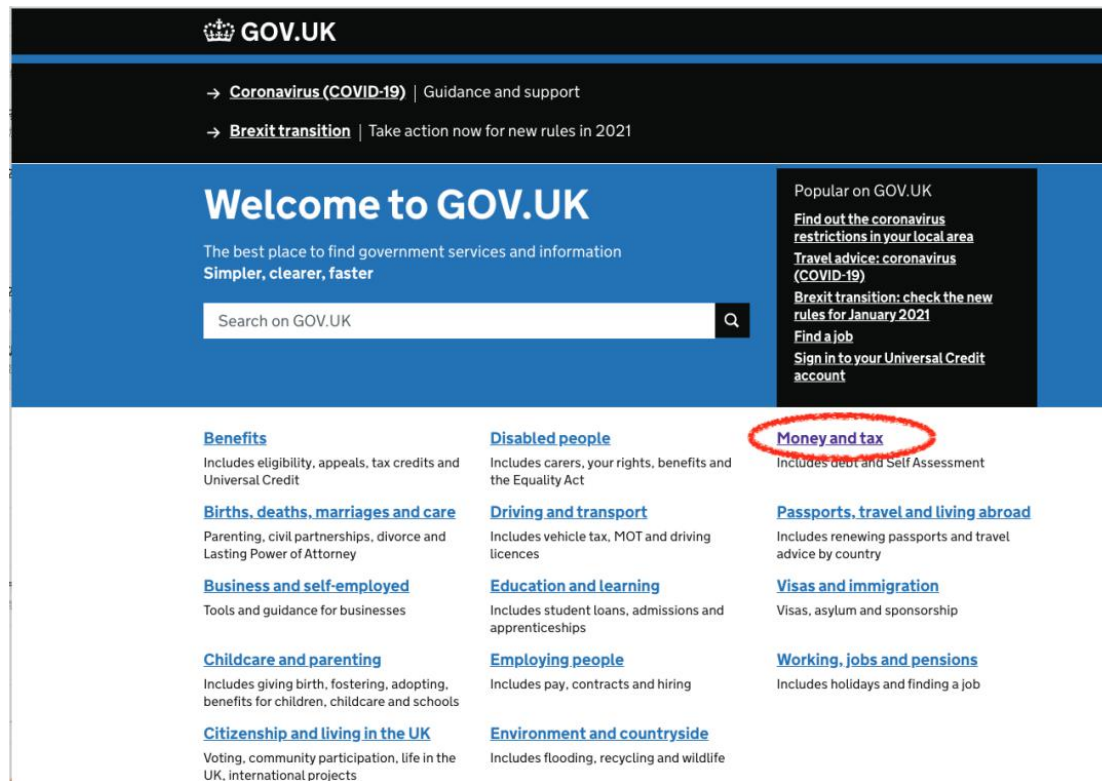 GOV.UK
→ Coronavirus (COVID-19) | Guidance and support
→ Brexit transition | Take action now for new rules in 2021
Welcome to GOV.UK
The best place to find government services and information
Simpler, clearer, faster
Search on GOV.UK
Popular on GOV.UK
Find out the coronavirus
restrictions in your local area
Travel advice: coronavirus
(COVID-19)
Brexit transition: check the new
rules for January 2021
Find a job
Sign in to your Universal Credit
account
Benefits
Includes eligibility, appeals, tax credits and
Universal Credit
Births, deaths, marriages and care
Parenting, civil partnerships, divorce and
Lasting Power of Attorney
Business and self-employed
Tools and guidance for businesses
Childcare and parenting
Includes giving birth, fostering, adopting,
benefits for children, childcare and schools
Citizenship and living in the UK
Voting, community participation, life in the
UK, international projects
Disabled people
Includes carers, your rights, benefits and
the Equality Act
Driving and transport
Includes vehicle tax, MOT and driving
licences
Education and learning
Includes student loans, admissions and
apprenticeships
Employing people
Includes pay, contracts and hiring
Environment and countryside
Includes flooding, recycling and wildlife
Money and tax
Includes debt and Self Assessment
Passports, travel and living abroad
Includes renewing passports and travel
advice by country
Visas and immigration
Visas, asylum and sponsorship
Working, jobs and pensions
Includes holidays and finding a job